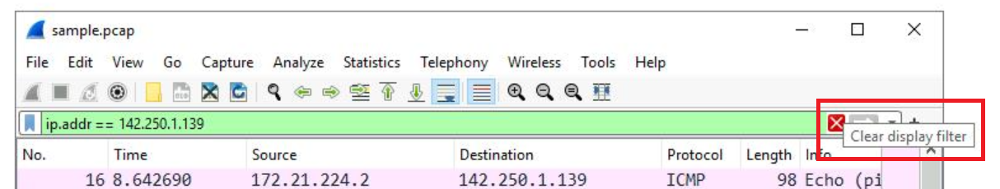 sample.pcap
File Edit View Go Capture Analyze Statistics Telephony Wireless Tools Help
ip.addr == 142.250.1.139
Clear display filter
No. Time Source Destination Protocol Length Info
16 8.642690 172.21.224.2 142.250.1.139 ICMP 98 Echo (pi